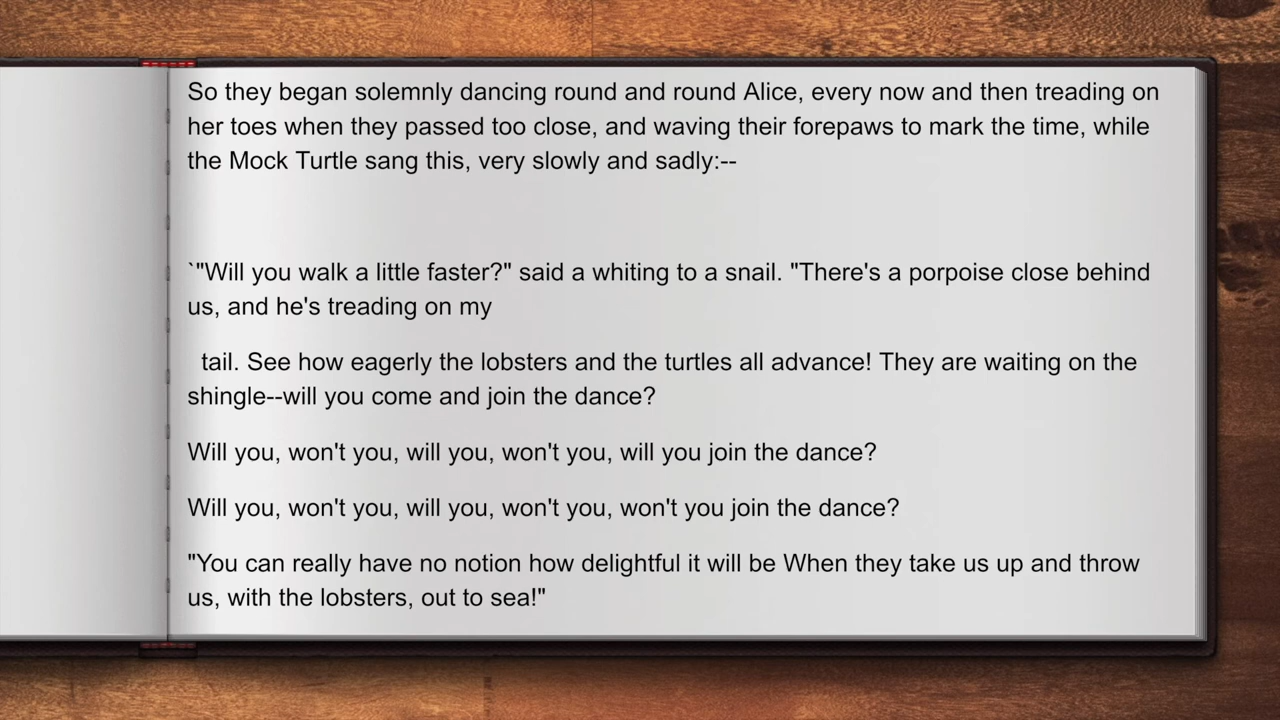 So they began solemnly dancing round and round Alice, every now and then treading on
her toes when they passed too close, and waving their forepaws to mark the time, while
the Mock Turtle sang this, very slowly and sadly:--
`"Will you walk a little faster?" said a whiting to a snail. "There's a porpoise close behind
us, and he's treading on my
tail. See how eagerly the lobsters and the turtles all advance! They are waiting on the
shingle--will you come and join the dance?
Will you, won't you, will you, won't you, will you join the dance?
Will you, won't you, will you, won't you, won't you join the dance?
"You can really have no notion how delightful it will be When they take us up and throw
us, with the lobsters, out to sea!"